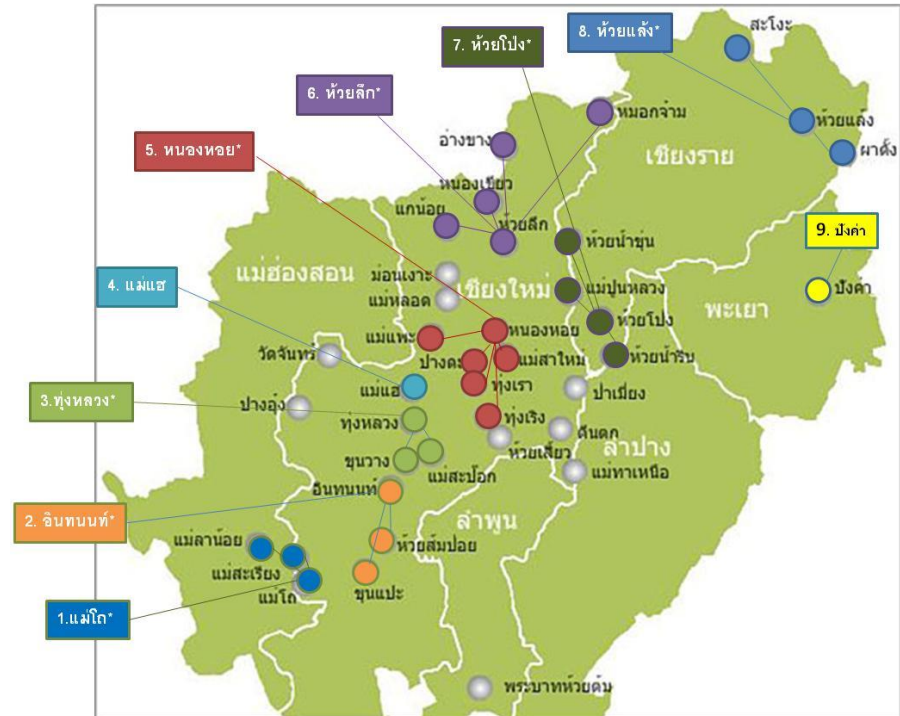 สะโงะ
8. ห้วยแล้ง*
7. ห้วยโป่ง*
6. ห้วยลึก*
หมอกจ๋าม
ห้วยแล้ง
ผาตั้ง
อ่างขาง
5. หนองหอย*
เชียงราย
หนองเขียว
แกน้อย
ห้วยลึก
ห้วยน้ำขุ่น
9. ปังค่า
แม่ฮ่องสอน
ม่อนเงาะ
เชียงใหม่
4. แม่แฮ
แม่หลอด
แม่ปูนหลวง
ปังค่า
พะเยา
ห้วยโป่ง
แม่แพะ
หนองหอย
วัดจันทร์
ปางดะ
แม่สาใหม่
ห้วยน้ำริน
ทุ่งเรา
แม่แฮ
ป่าเมี่ยง
3.ทุ่งหลวง*
ปางอุ๋ง
ทุ่งหลวง
ทุ่งเริง
ตีนตก
ลำปาง
ห้วยเสี้ยว
ขุนวาง
แม่สะป๊อก
แม่ทาเหนือ
อินทนนท์
2. อินทนนท์*
ลำพูน
แม่ลาน้อย
ห้วยส้มป่อย
แม่สะเรียง
แม่โถ
ขุนแปะ
1.แม่โถ*
พระบาทห้วยต้ม